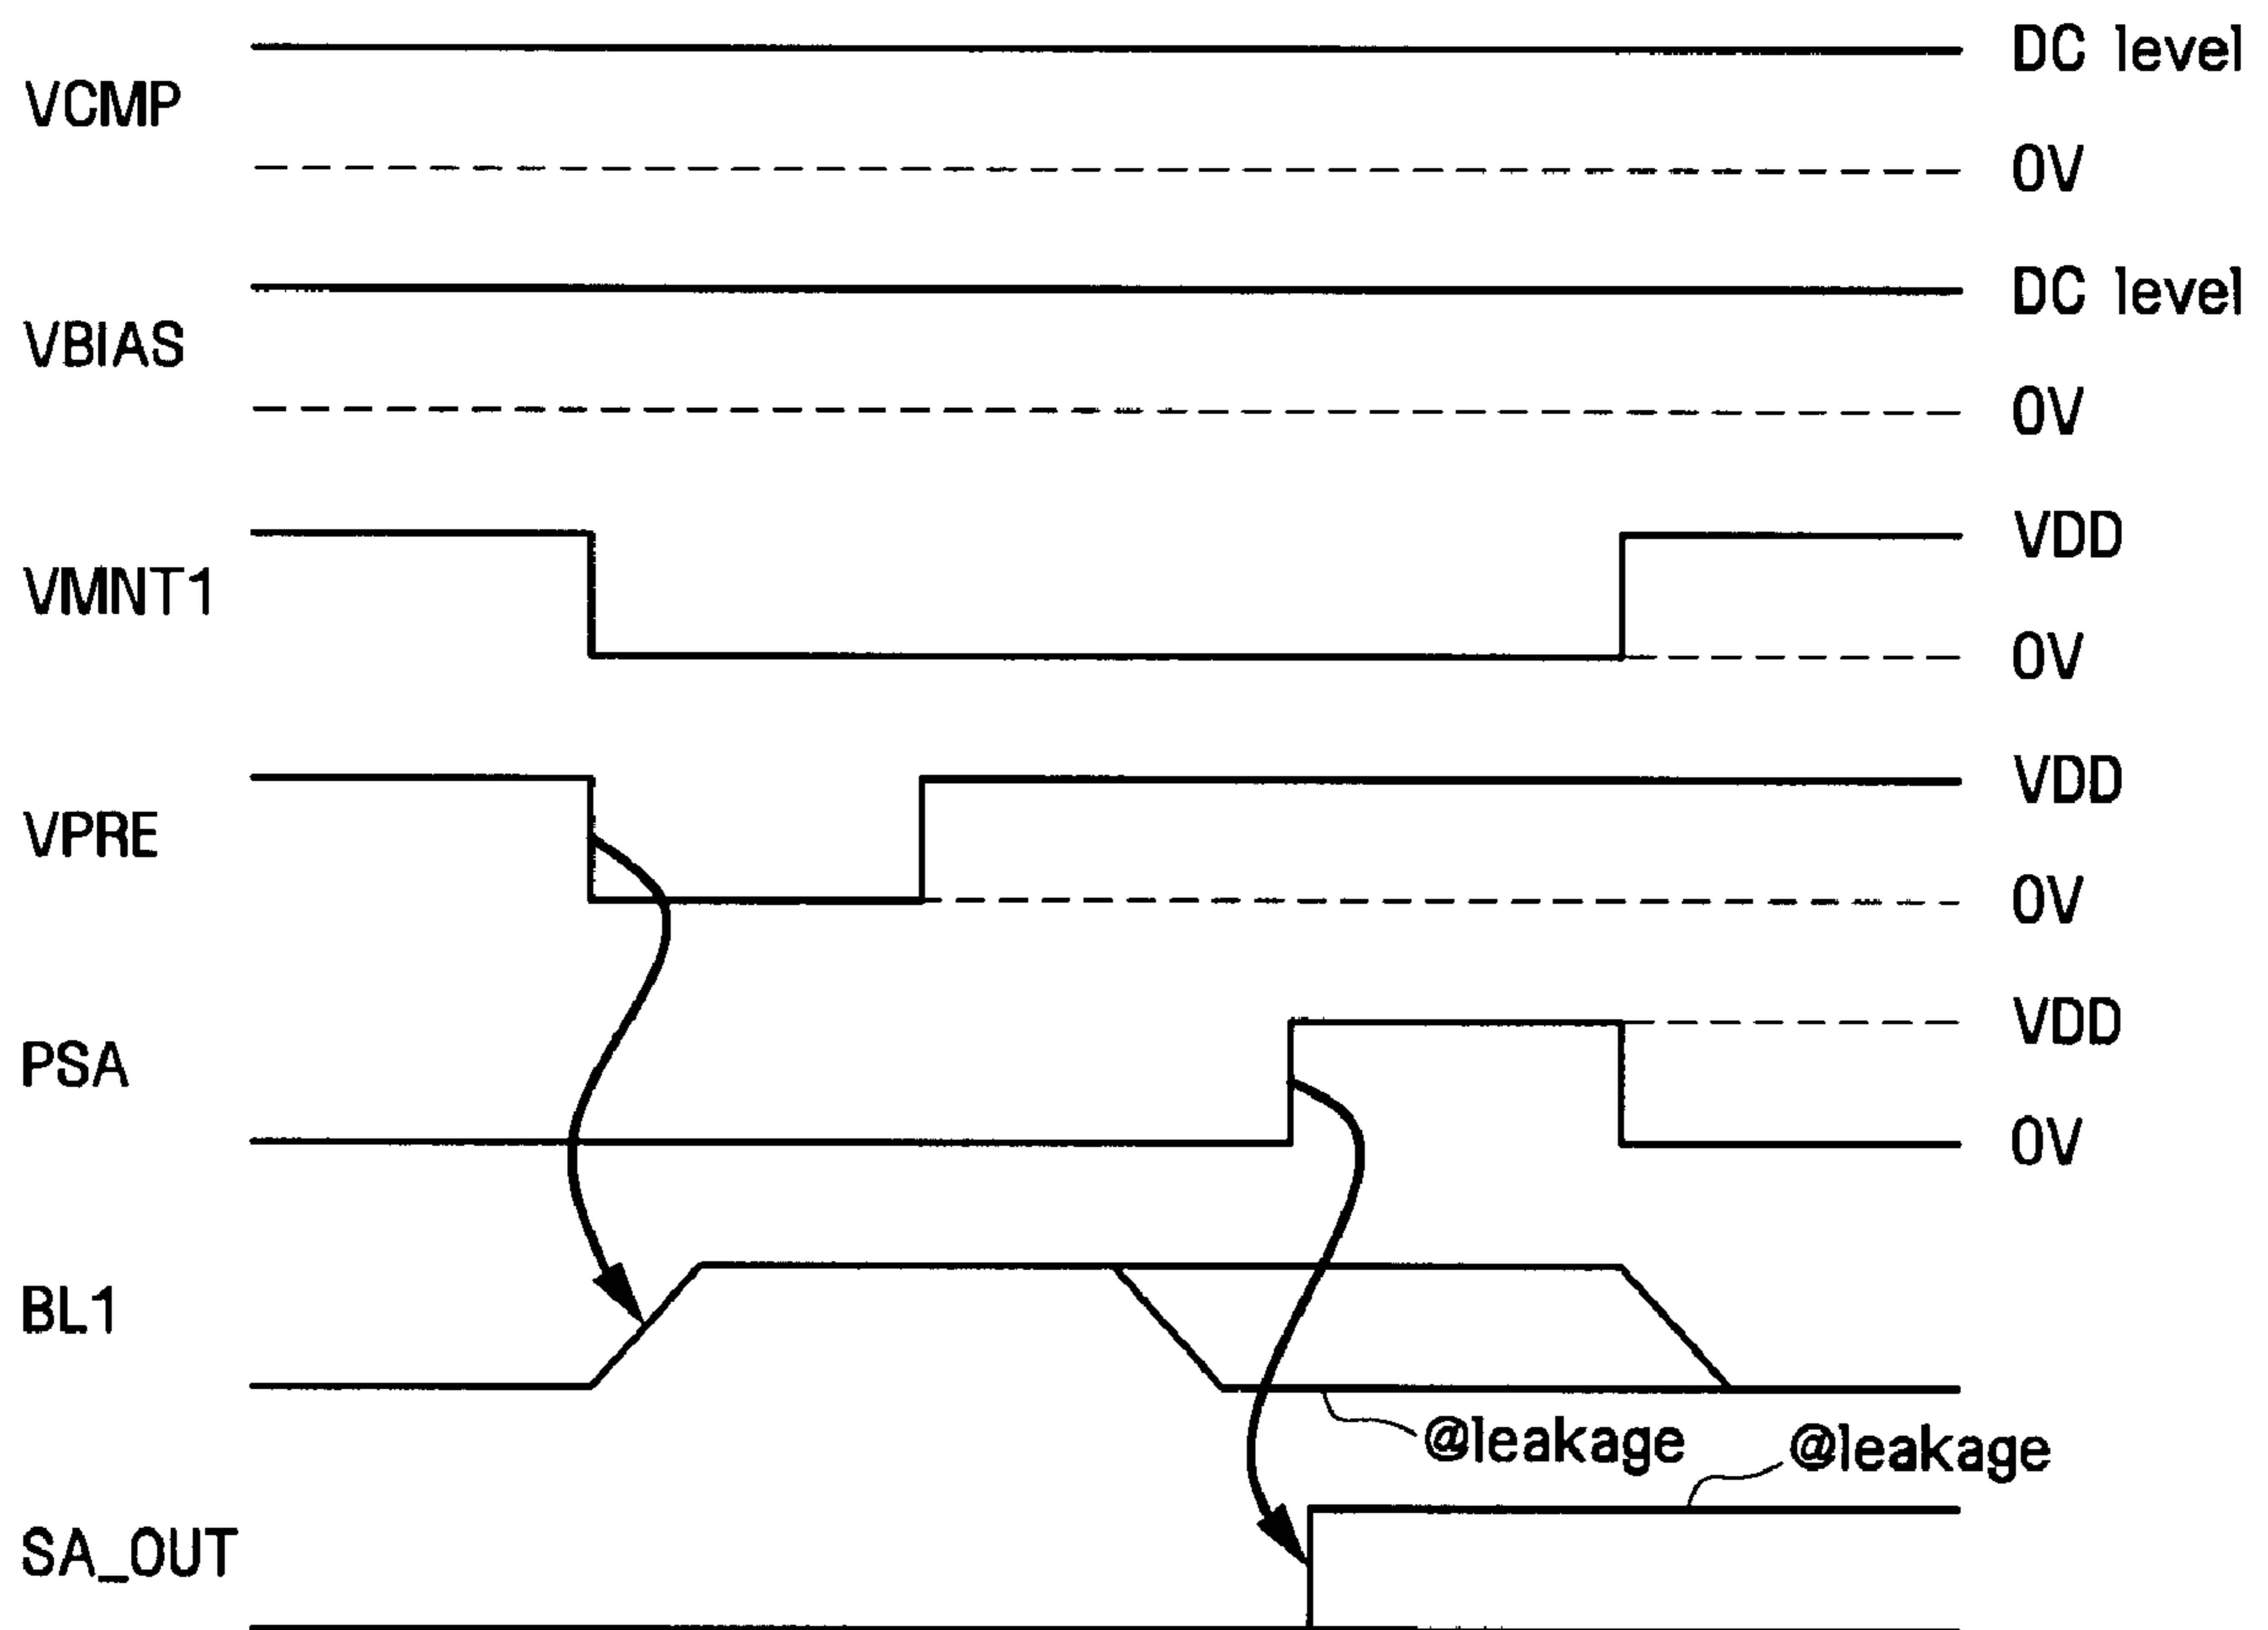 DC level
VCMP
0V
DC level
VBIAS
0V
VDD
VMNT1
0V
VDD
VPRE
0V
VDD
PSA
0V
BL1
@leakage
@leakage
SA_OUT